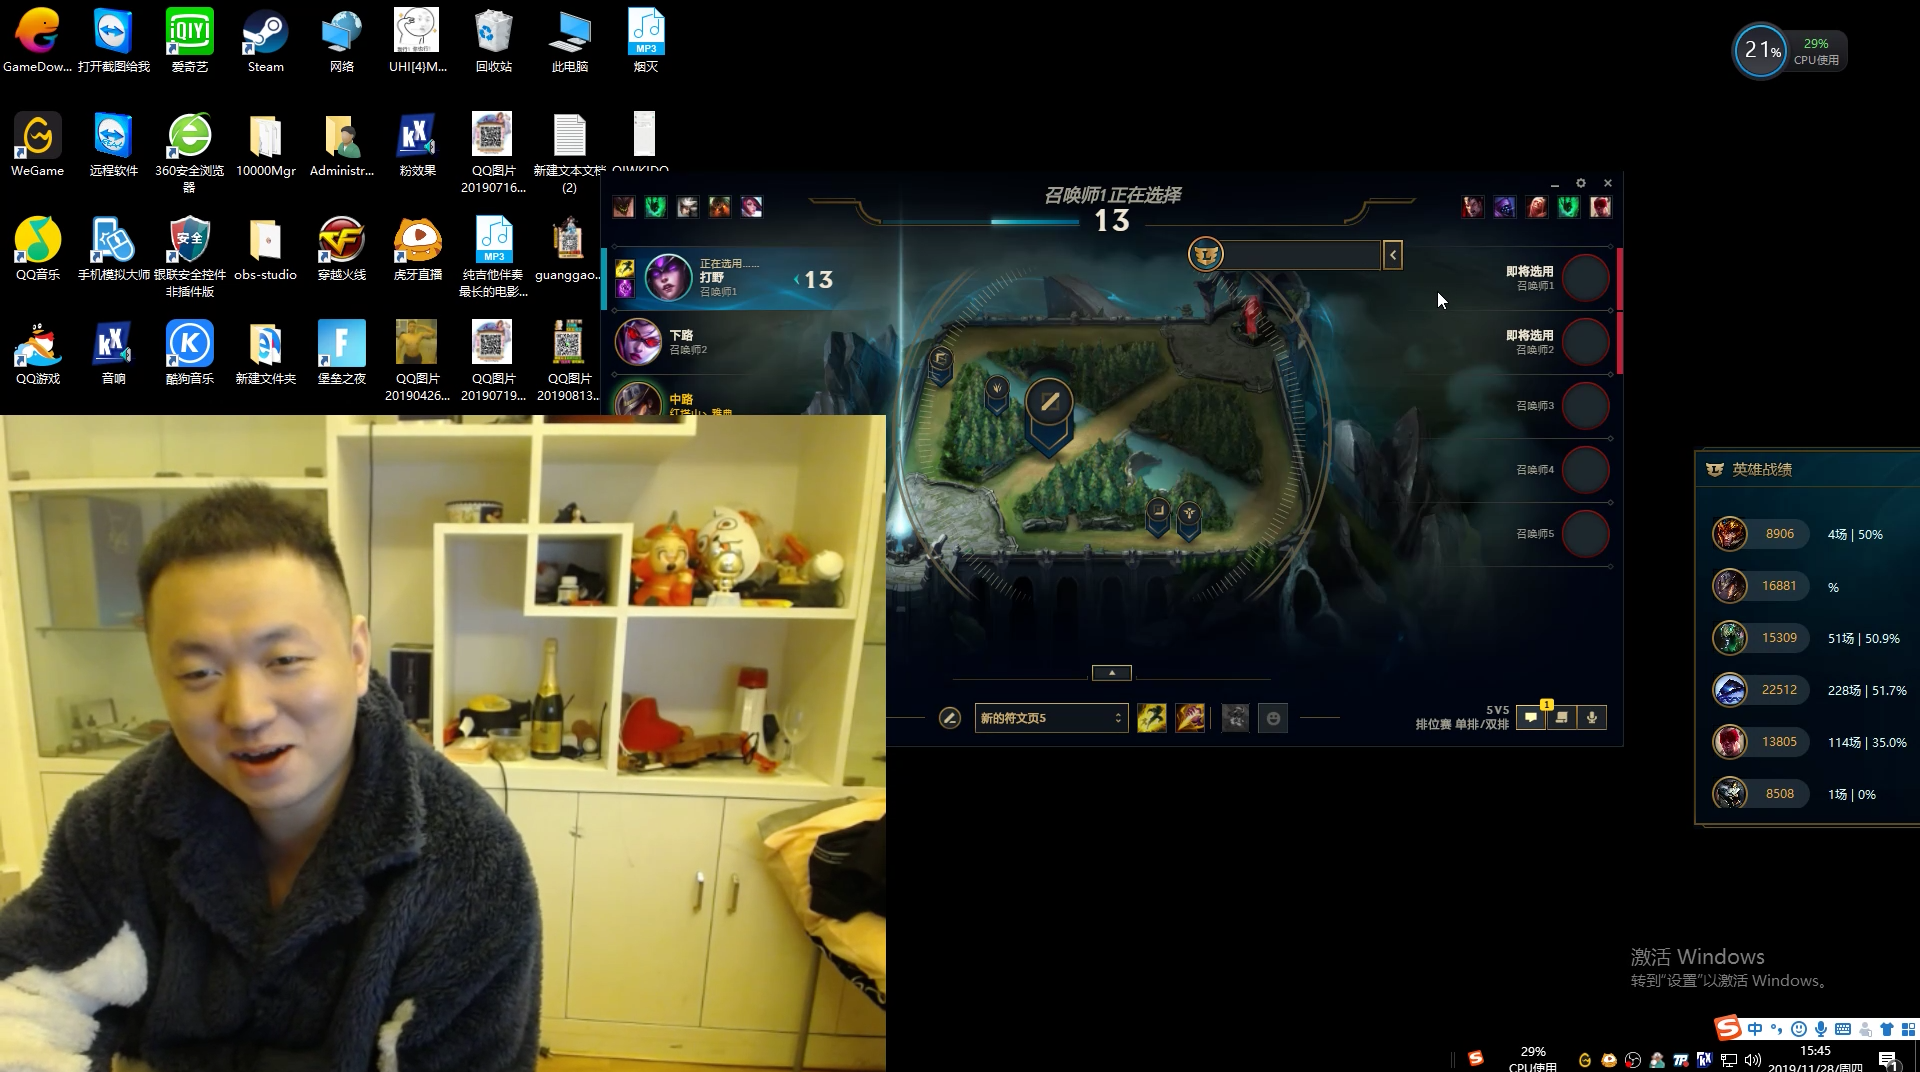 GameDow...
打开截图给我
爱奇艺
Steam
网络
UHI[4}M...
回收站
此电脑
MP3
烟灭
iQIYI
21%
29%
CPU使用
WeGame
远程软件
360安全浏览
器
10000Mgr
Administr...
kX
粉效果
QQ图片
20190716...
新建文本文档
(2)
QQ音乐
手机模拟大师
安全
银联安全控件
非插件版
obs-studio
穿越火线
虎牙直播
MP3
纯吉他伴奏
最长的电影...
guanggao...
QQ游戏
kX
音响
K
酷狗音乐
新建文件夹
F
堡垒之夜
QQ图片
20190426...
QQ图片
20190719...
QQ图片
20190813...
召唤师1正在选择
13
正在选用......
打野
召唤师1
13
下路
召唤师2
中路
即将选用
召唤师1
即将选用
召唤师2
召唤师3
召唤师4
召唤师5
新的符文页5
5V5
排位赛 单排/双排
1
英雄战绩
8906 4场 | 50%
16881 %
15309 51场 | 50.9%
22512 228场 | 51.7%
13805 114场 | 35.0%
8508 1场 | 0%
激活 Windows
转到“设置”以激活 Windows。
中
29%
CPU使用
15:45
2019/11/28/周四
1